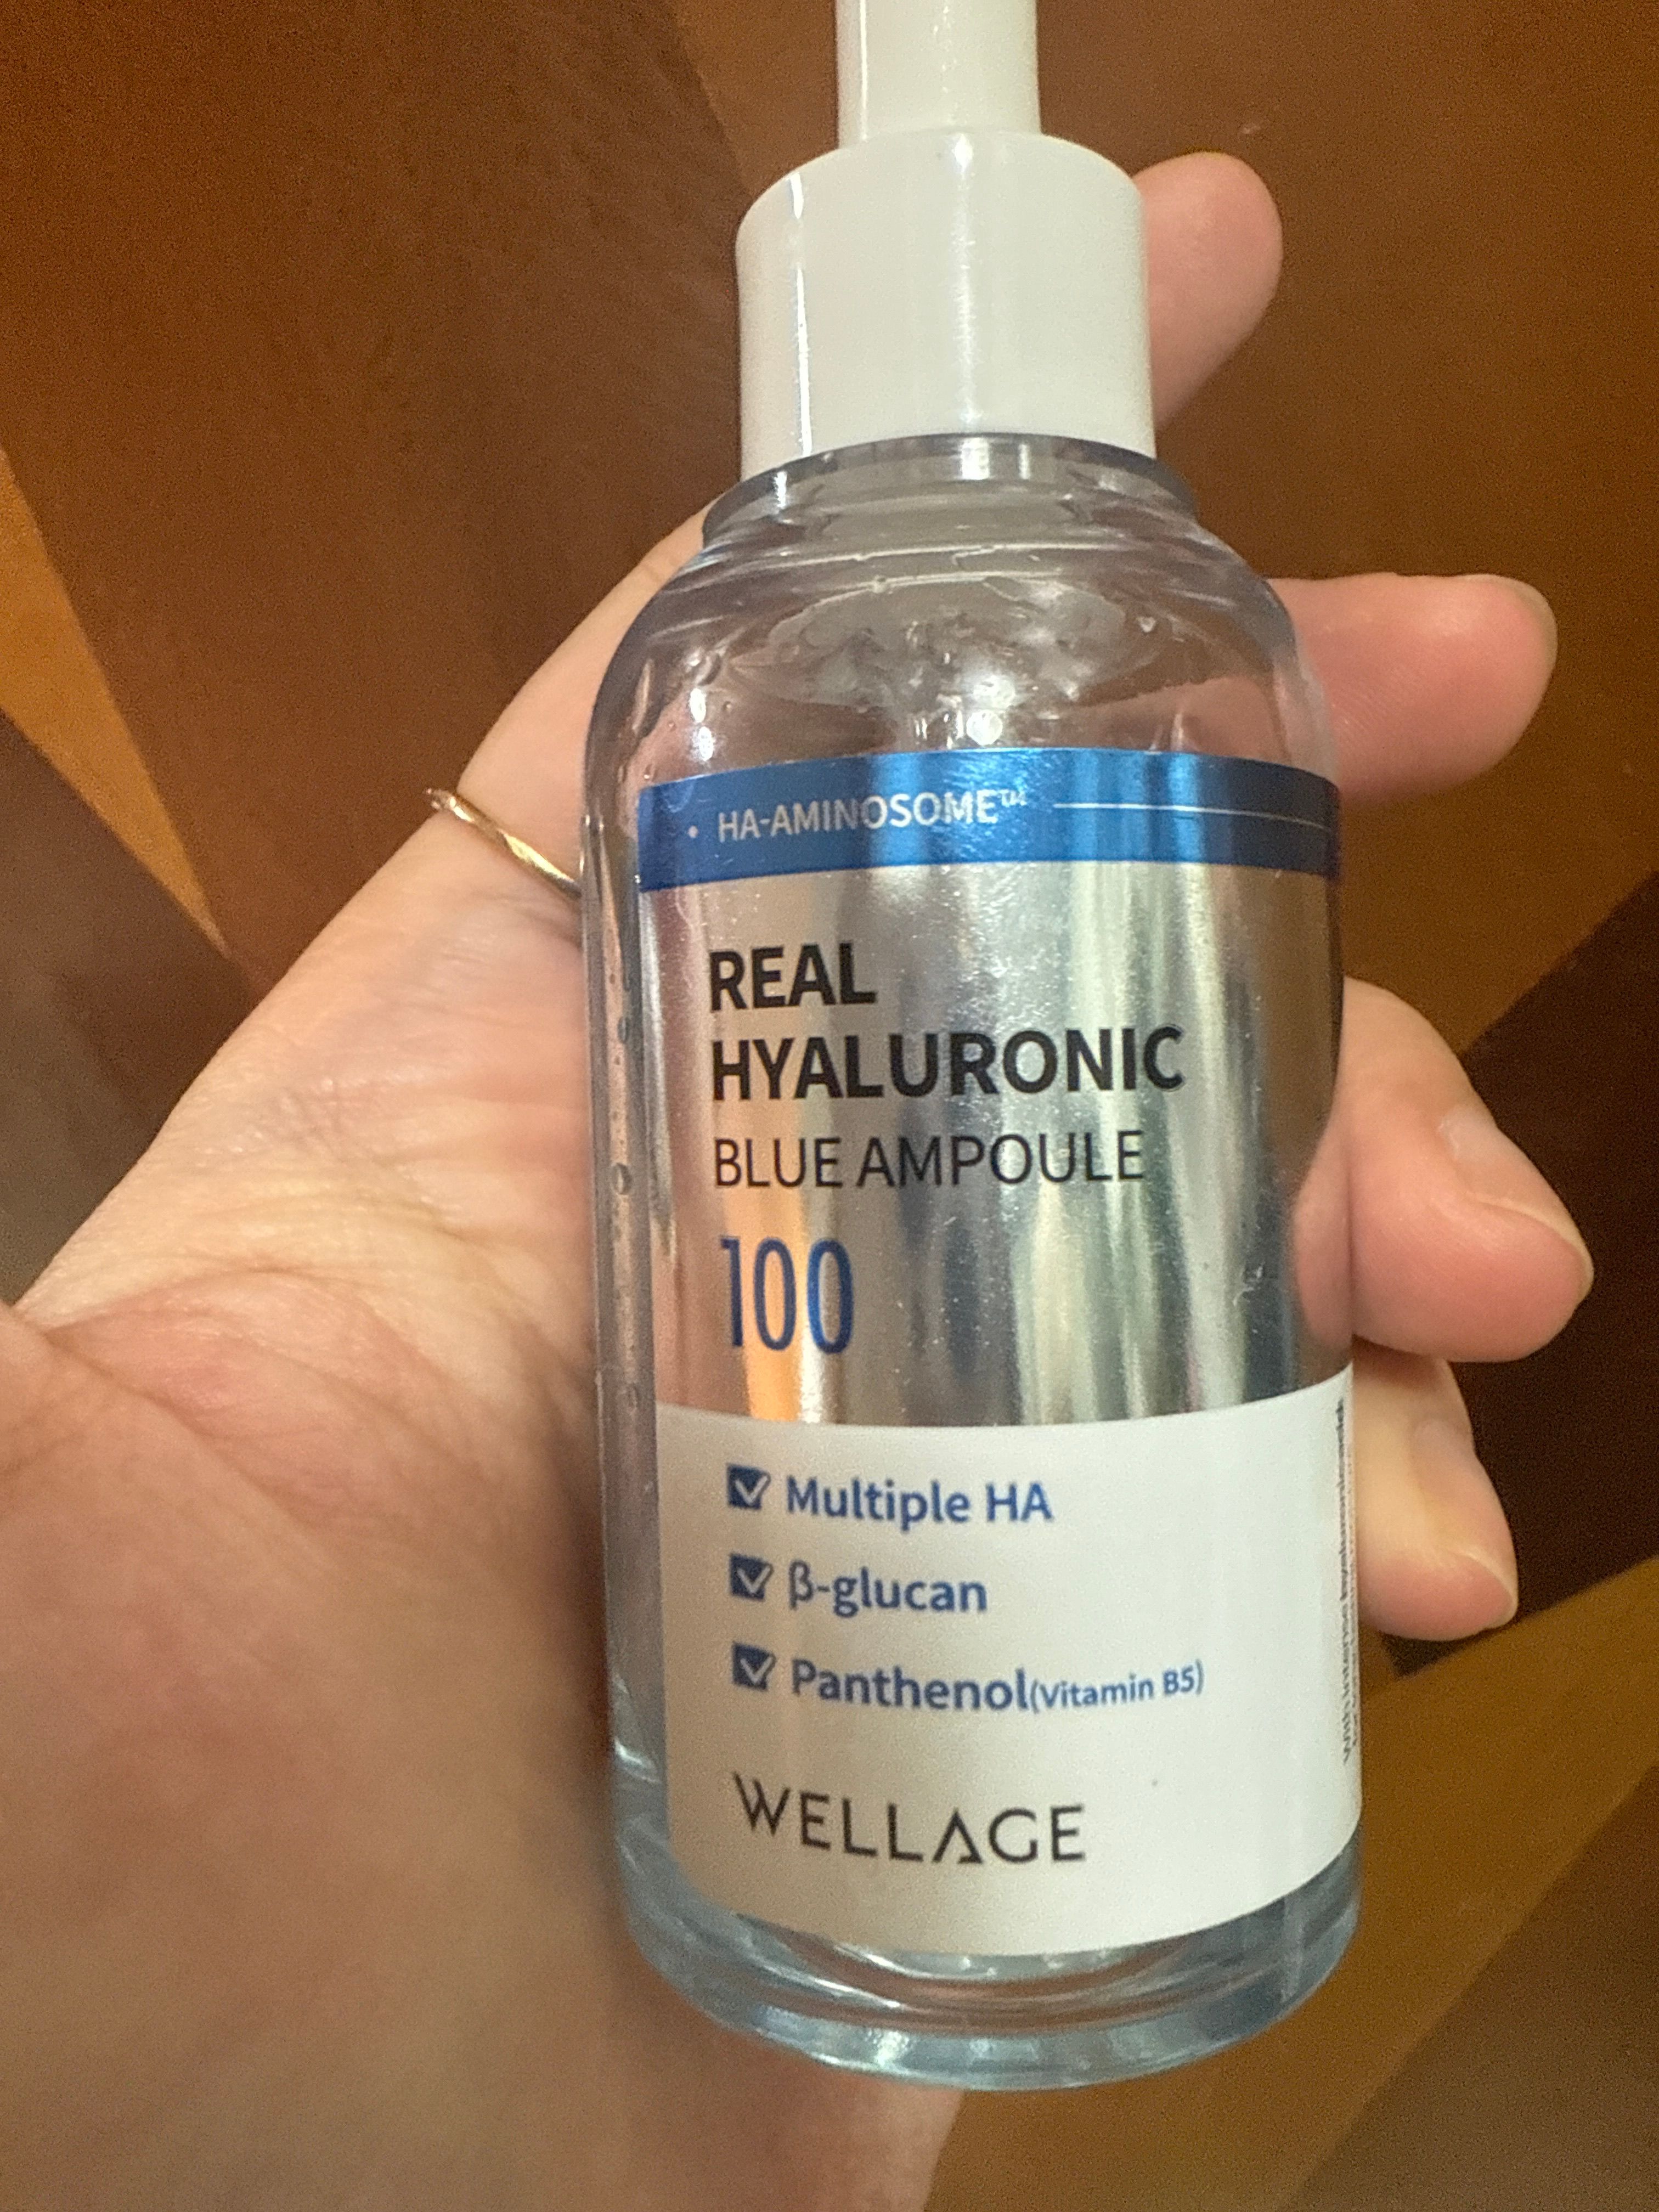 • HA-AMINOSOME™
REAL
HYALURONIC
BLUE AMPOULE
100
Multiple HA
β-glucan
Panthenol(Vitamin B5)
WELLAGE